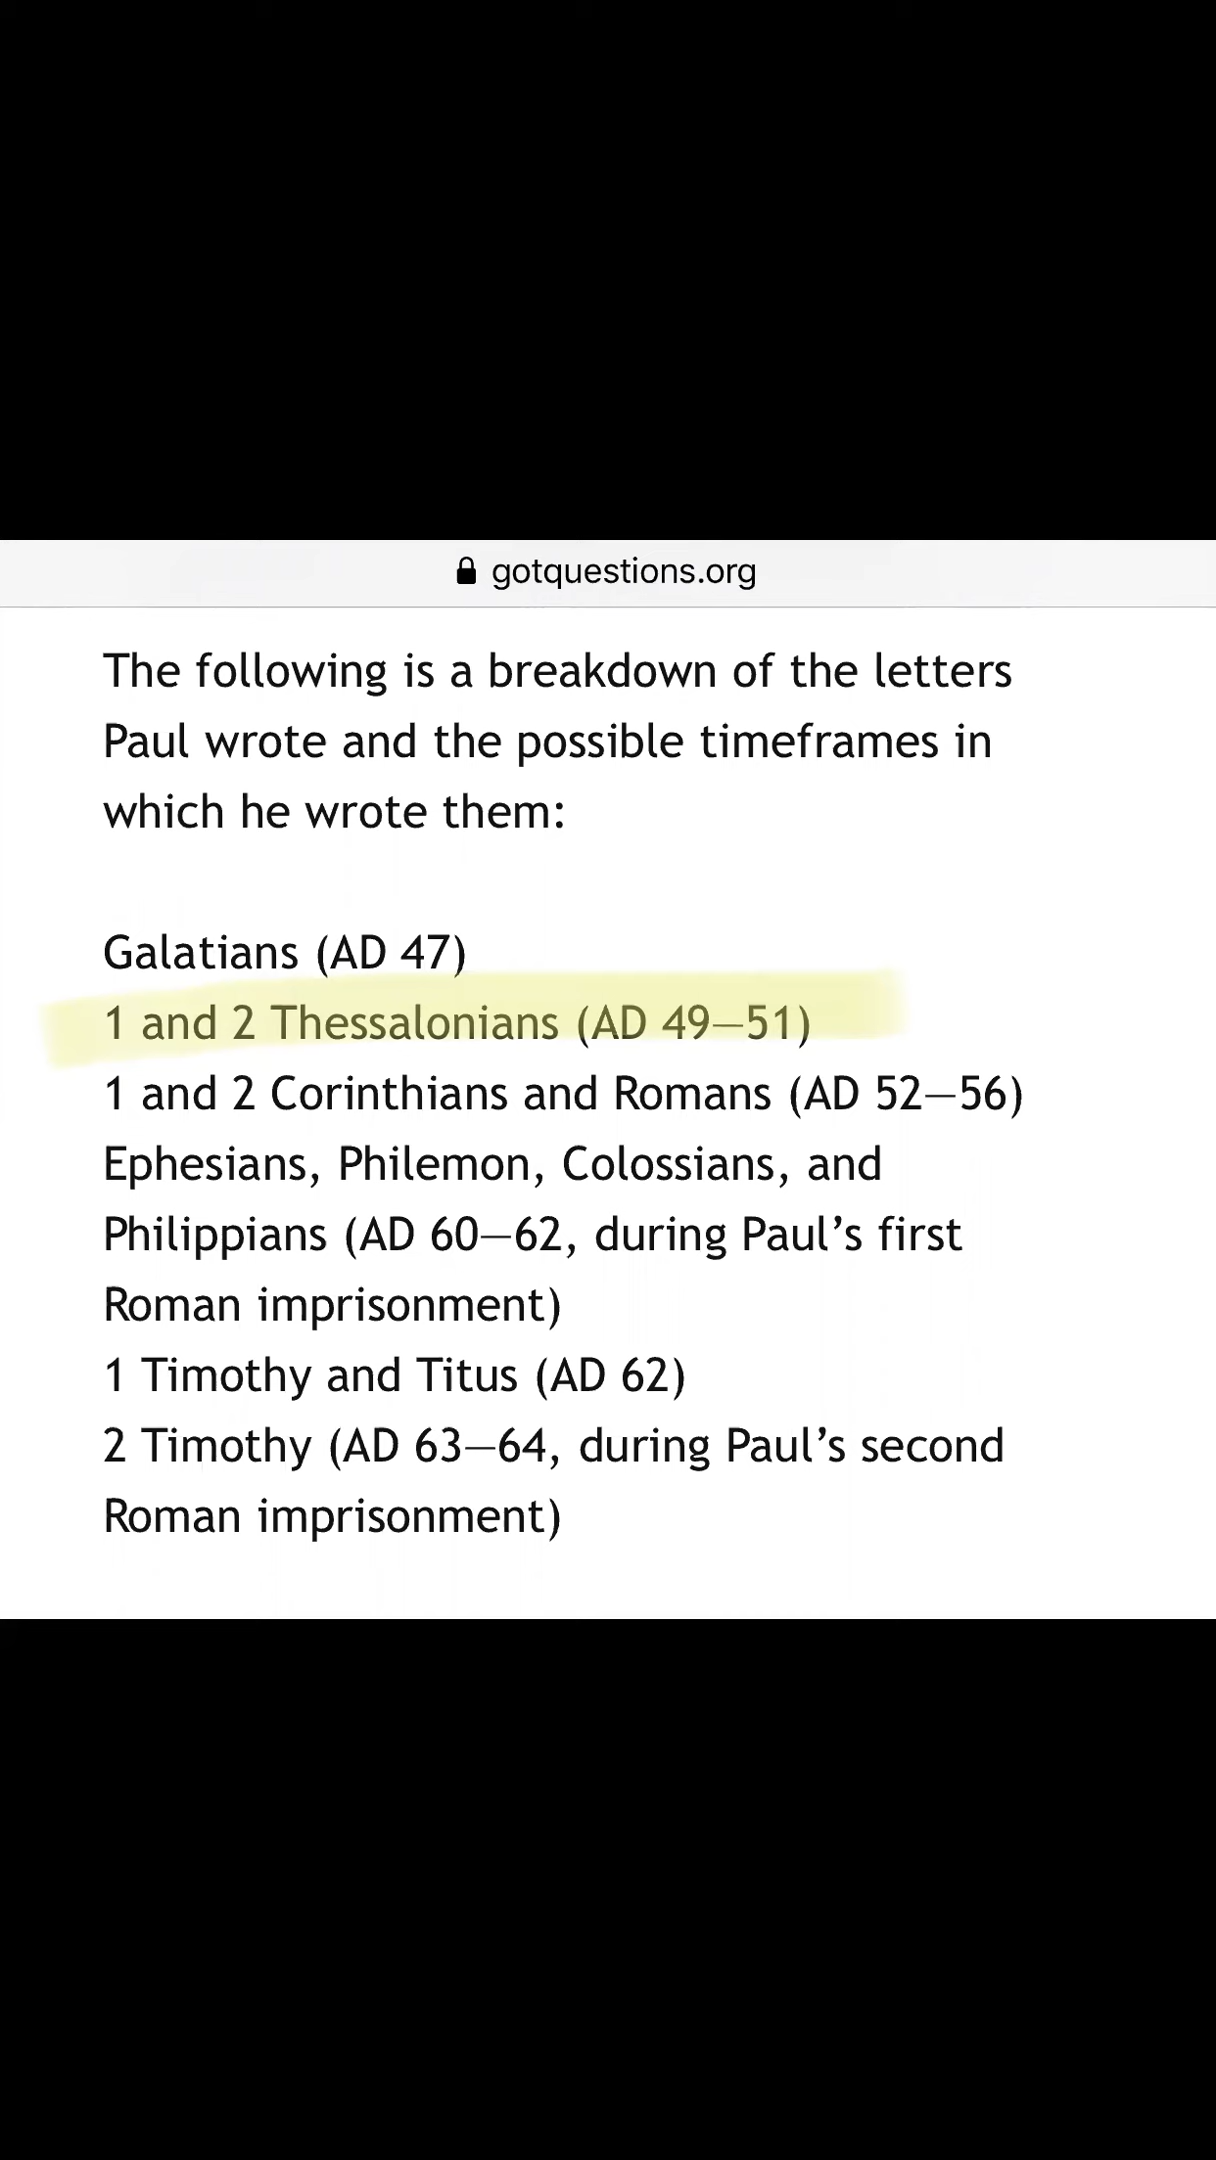 gotquestions.org
The following is a breakdown of the letters
Paul wrote and the possible timeframes in
which he wrote them:
Galatians (AD 47)
1 and 2 Thessalonians (AD 49—51)
1 and 2 Corinthians and Romans (AD 52—56)
Ephesians, Philemon, Colossians, and
Philippians (AD 60—62, during Paul’s first
Roman imprisonment)
1 Timothy and Titus (AD 62)
2 Timothy (AD 63—64, during Paul’s second
Roman imprisonment)